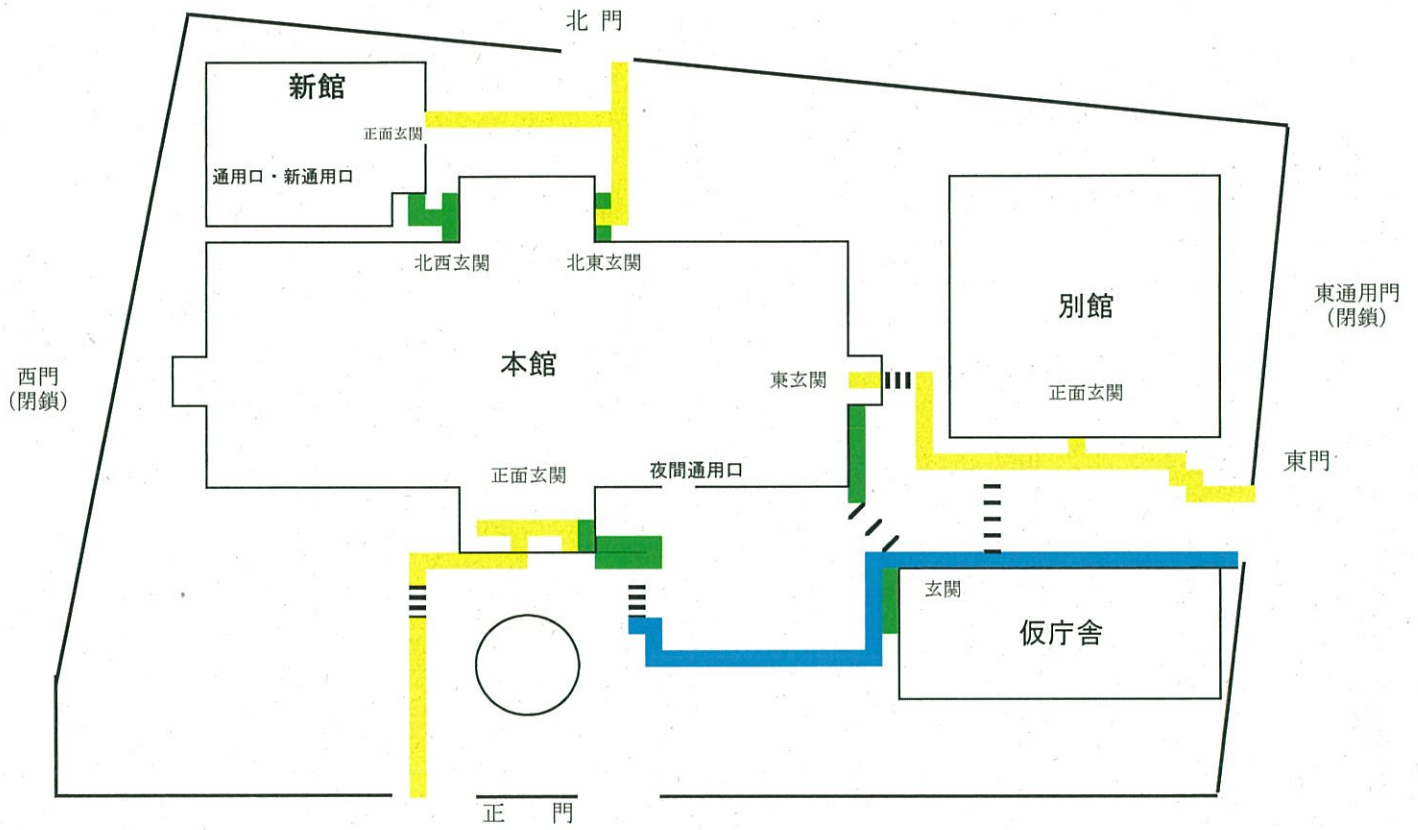 北 門
新館
正面玄関
通用口・新通用口
北西玄関
北東玄関
別館
東通用門
(閉鎖)
本館
西門
(閉鎖)
東玄関
正面玄関
東門
正面玄関
夜間通用口
玄関
仮庁舎
正 門